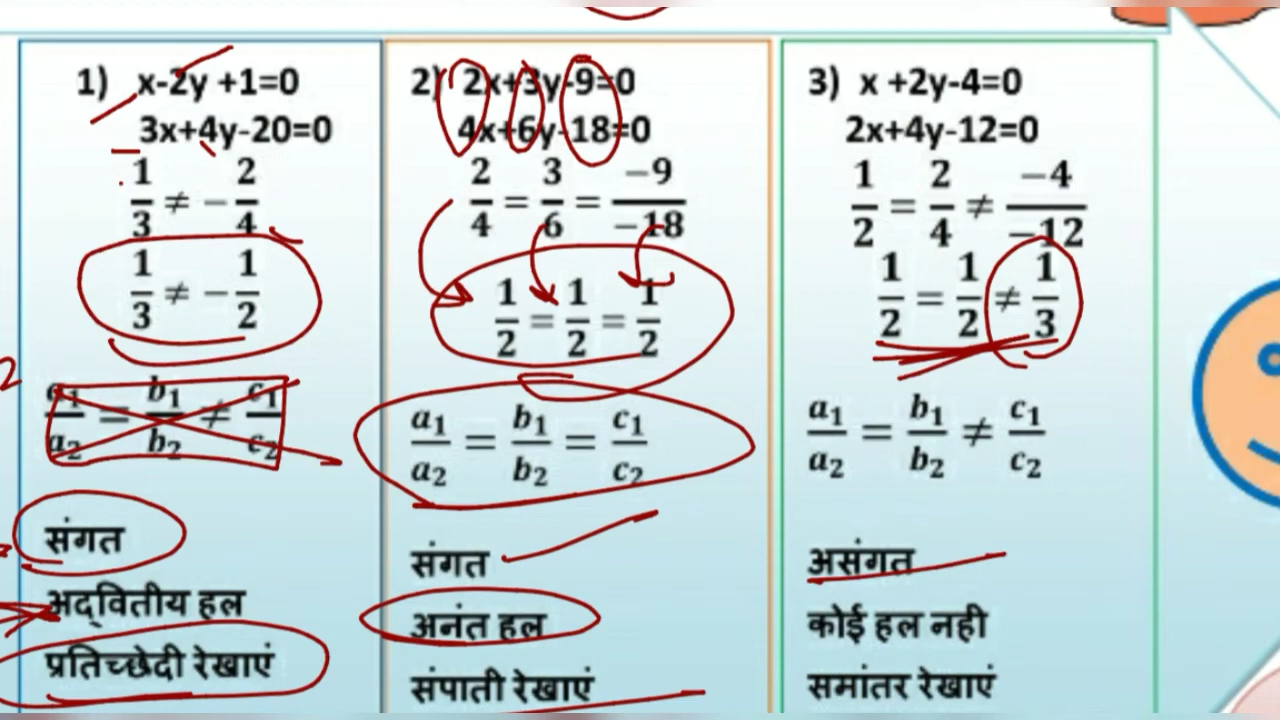 1) x-2y +1=0
3x+4y-20=0
1/3 ≠ - 2/4
1/3 ≠ - 1/2
a₁/a₂ = b₁/b₂ ≠ c₁/c₂
संगत
अद्वितीय हल
प्रतिच्छेदी रेखाएं
2) 2x+3y-9=0
4x+6y-18=0
2/4 = 3/6 = -9/-18
1/2 = 1/2 = 1/2
a₁/a₂ = b₁/b₂ = c₁/c₂
संगत
अनंत हल
संपाती रेखाएं
3) x +2y-4=0
2x+4y-12=0
1/2 = 2/4 ≠ -4/-12
1/2 = 1/2 ≠ 1/3
a₁/a₂ = b₁/b₂ ≠ c₁/c₂
असंगत
कोई हल नही
समांतर रेखाएं